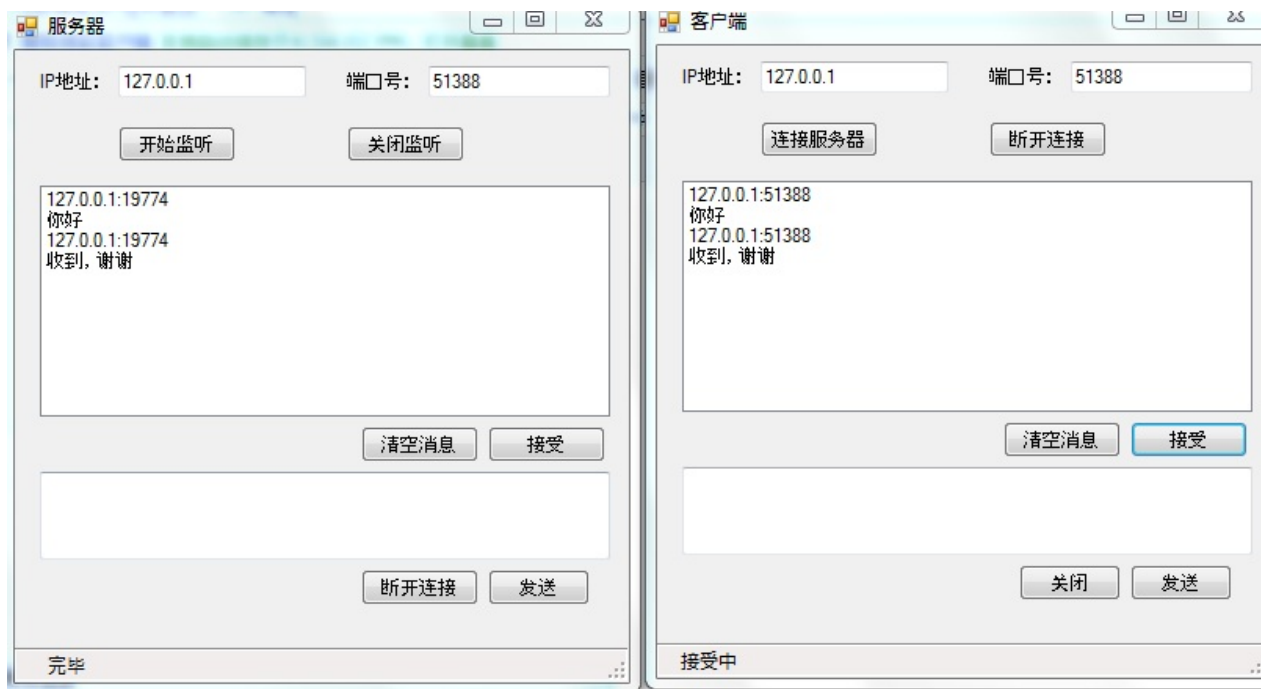 服务器
IP地址: 127.0.0.1 端口号: 51388
开始监听 关闭监听
127.0.0.1:19774
你好
127.0.0.1:19774
收到, 谢谢
清空消息 接受
断开连接 发送
完毕
客户端
IP地址: 127.0.0.1 端口号: 51388
连接服务器 断开连接
127.0.0.1:51388
你好
127.0.0.1:51388
收到, 谢谢
清空消息 接受
关闭 发送
接受中